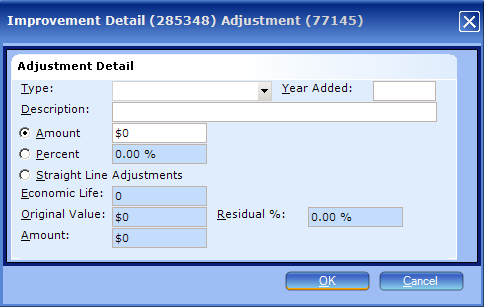 Improvement Detail (285348) Adjustment (77145)
Adjustment Detail
Type: Year Added:
Description:
Amount $0
Percent 0.00 %
Straight Line Adjustments
Economic Life: 0
Original Value: $0 Residual %: 0.00 %
Amount: $0
OK Cancel